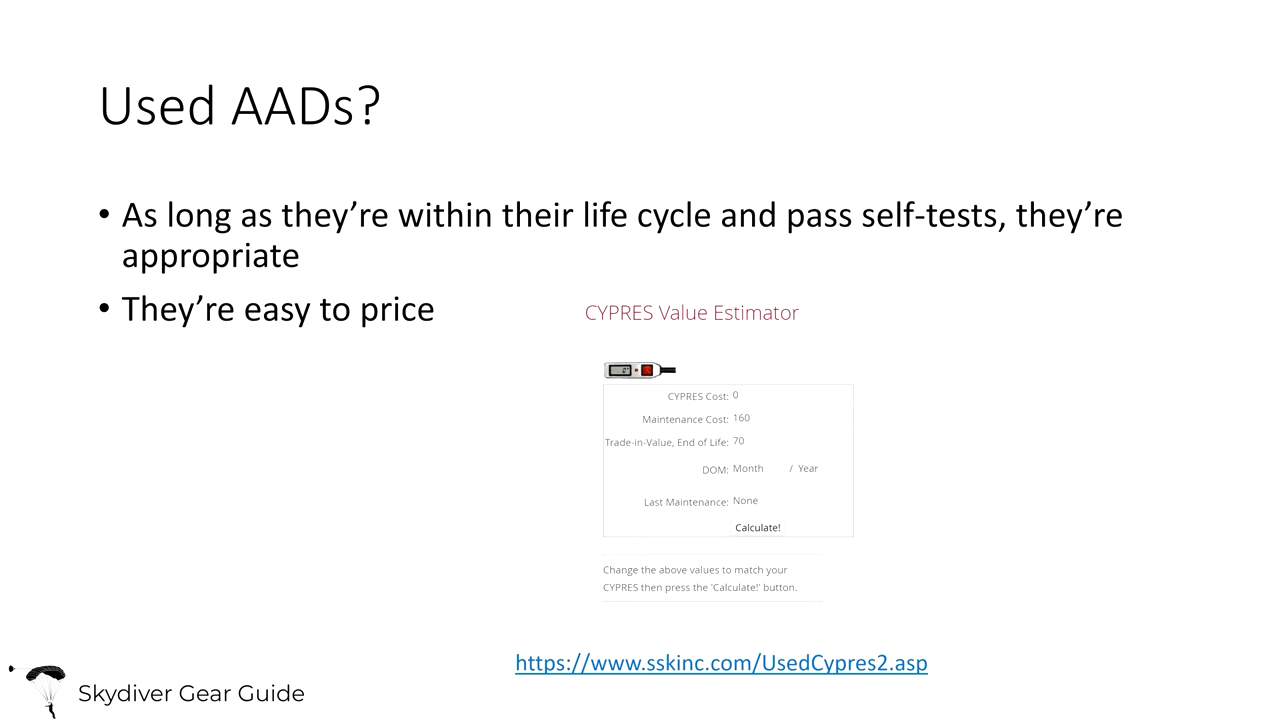 Used AADs?
• As long as they’re within their life cycle and pass self-tests, they’re
appropriate
• They’re easy to price
CYPRES Value Estimator
0*
CYPRES Cost: 0
Maintenance Cost: 160
Trade-in-Value, End of Life: 70
DOM: Month / Year
Last Maintenance: None
Calculate!
Change the above values to match your
CYPRES then press the 'Calculate!' button.
https://www.sskinc.com/UsedCypres2.asp
Skydiver Gear Guide